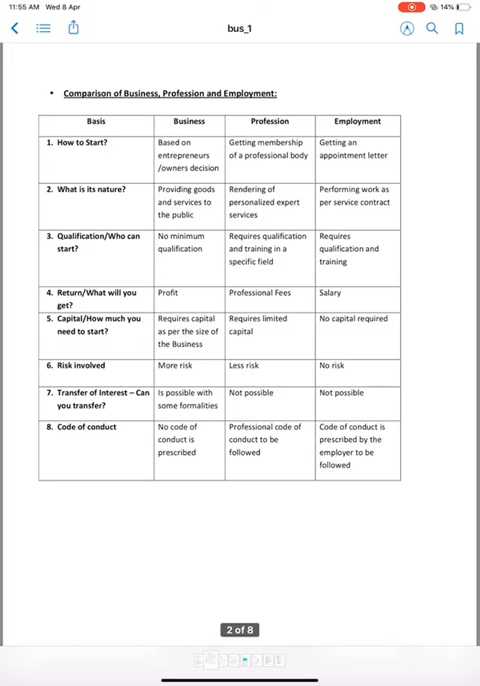 11:55 AM Wed 8 Apr
14%
bus_1
• Comparison of Business, Profession and Employment:
Basis Business Profession Employment
1. How to Start? Based on Getting membership Getting an
entrepreneurs of a professional body appointment letter
/owners decision
2. What is its nature? Providing goods Rendering of Performing work as
and services to personalized expert per service contract
the public services
3. Qualification/Who can No minimum Requires qualification Requires
start? qualification and training in a qualification and
specific field training
4. Return/What will you Profit Professional Fees Salary
get?
5. Capital/How much you Requires capital Requires limited No capital required
need to start? as per the size of capital
the Business
6. Risk involved More risk Less risk No risk
7. Transfer of Interest – Can Is possible with Not possible Not possible
you transfer? some formalities
8. Code of conduct No code of Professional code of Code of conduct is
conduct is conduct to be prescribed by the
prescribed followed employer to be
followed
2 of 8